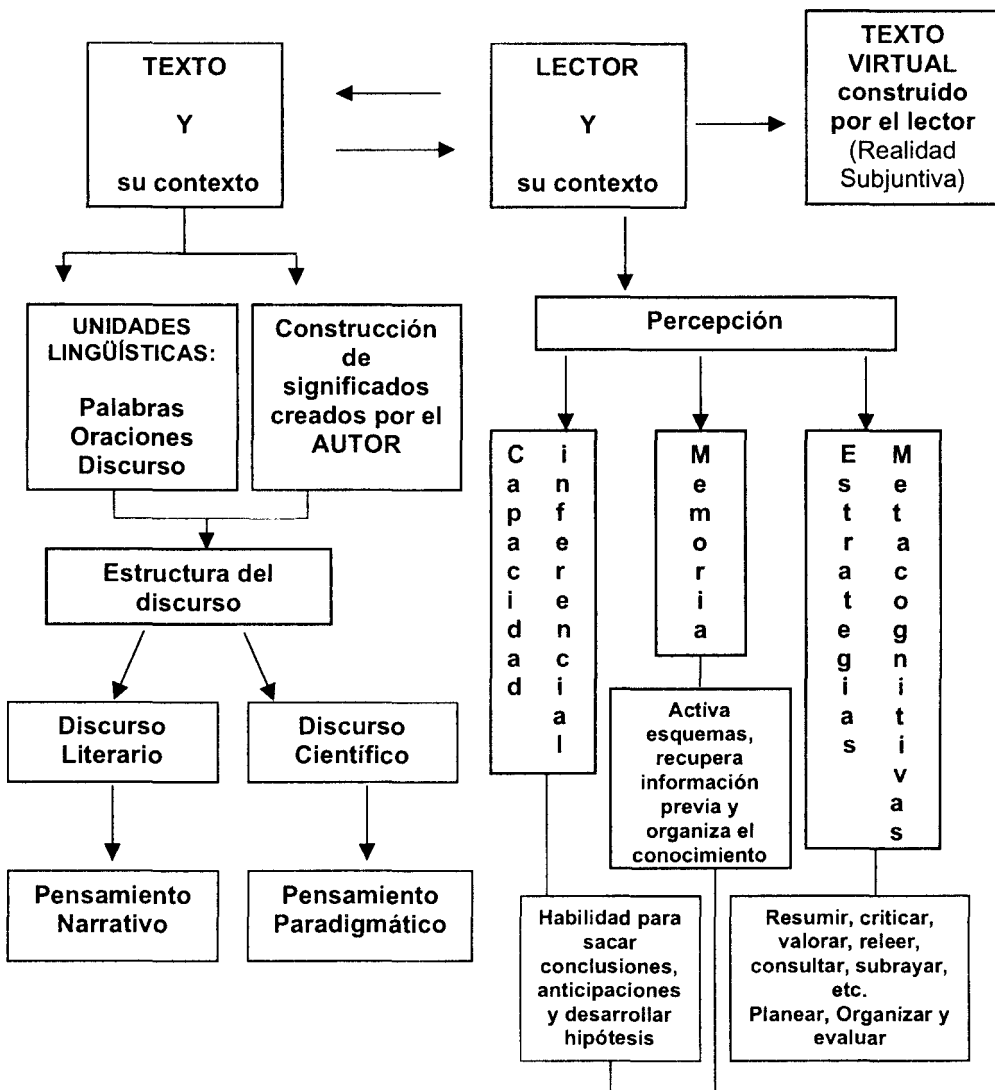 TEXTO
Y
su contexto
LECTOR
Y
su contexto
TEXTO
VIRTUAL
construido
por el lector
(Realidad
Subjuntiva)
UNIDADES
LINGÜÍSTICAS:
Palabras
Oraciones
Discurso
Construcción
de
significados
creados por el
AUTOR
Estructura del
discurso
Discurso
Literario
Discurso
Científico
Pensamiento
Narrativo
Pensamiento
Paradigmático
Percepción
Capacidad
inferencial
Memoria
Estrategias
Metacognitivas
Activa
esquemas,
recupera
información
previa y
organiza el
conocimiento
Habilidad para
sacar
conclusiones,
anticipaciones
y desarrollar
hipótesis
Resumir, criticar,
valorar, releer,
consultar, subrayar,
etc.
Planear, Organizar y
evaluar